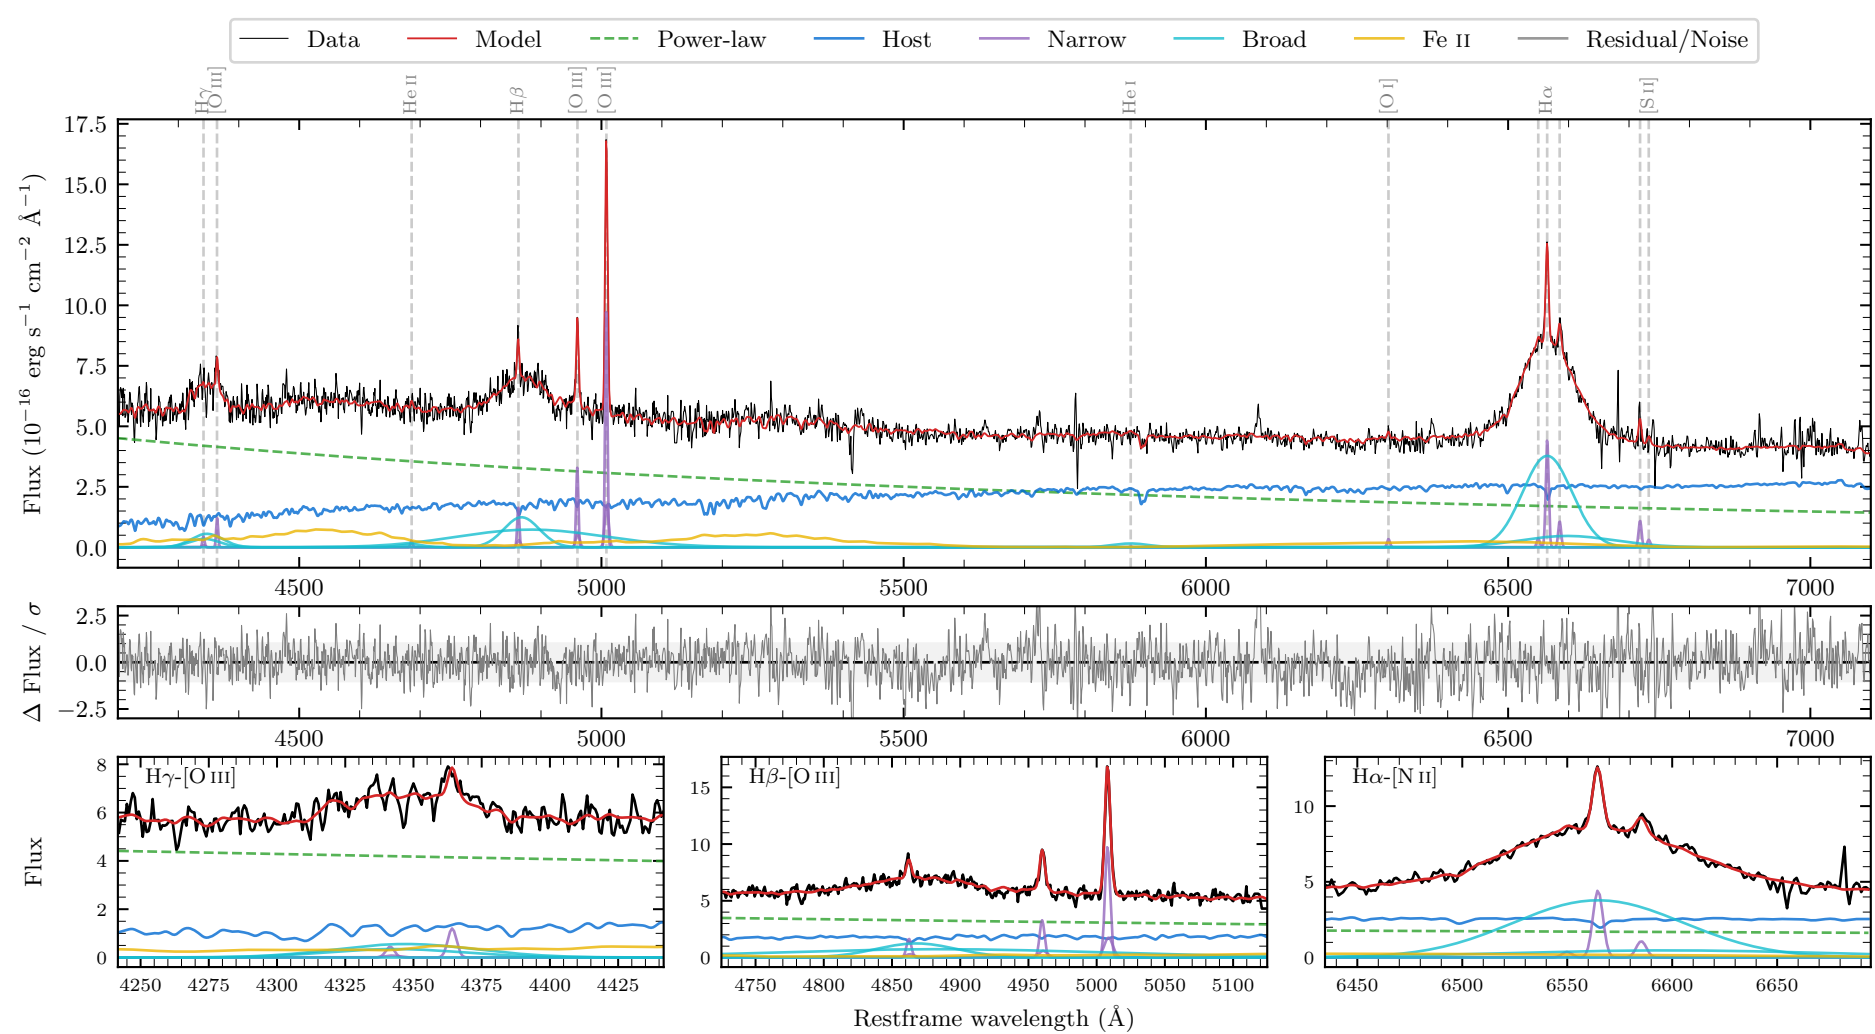 Data Model Power-law Host Narrow Broad Fe II Residual/Noise
Hγ [O III] He II Hβ [O III] [O III] He I [O I] Hα [S II]
Flux (10⁻¹⁶ erg s⁻¹ cm⁻² Å⁻¹)
17.5
15.0
12.5
10.0
7.5
5.0
2.5
0.0
4500 5000 5500 6000 6500 7000
Δ Flux / σ
2.5
0.0
−2.5
4500 5000 5500 6000 6500 7000
Flux
Hγ-[O III]
8
6
4
2
0
4250 4275 4300 4325 4350 4375 4400 4425
Hβ-[O III]
15
10
5
0
4750 4800 4850 4900 4950 5000 5050 5100
Hα-[N II]
10
5
0
6450 6500 6550 6600 6650
Restframe wavelength (Å)